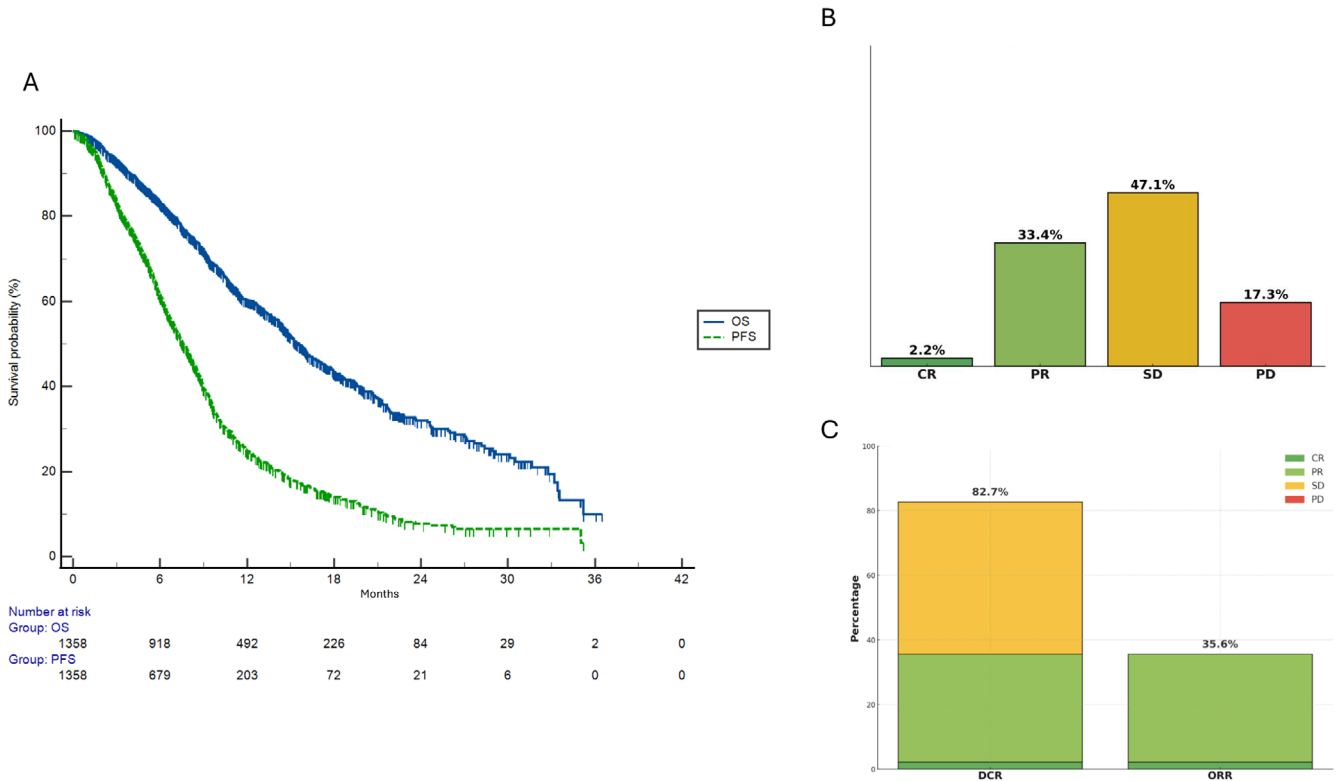 A
Survival probability (%)
100
80
60
40
20
0
0 6 12 18 24 30 36 42
Months
OS
PFS
Number at risk
Group: OS
1358 918 492 226 84 29 2 0
Group: PFS
1358 679 203 72 21 6 0 0
B
2.2%
33.4%
47.1%
17.3%
CR PR SD PD
C
Percentage
100
80
60
40
20
0
82.7%
35.6%
CR
PR
SD
PD
DCR ORR